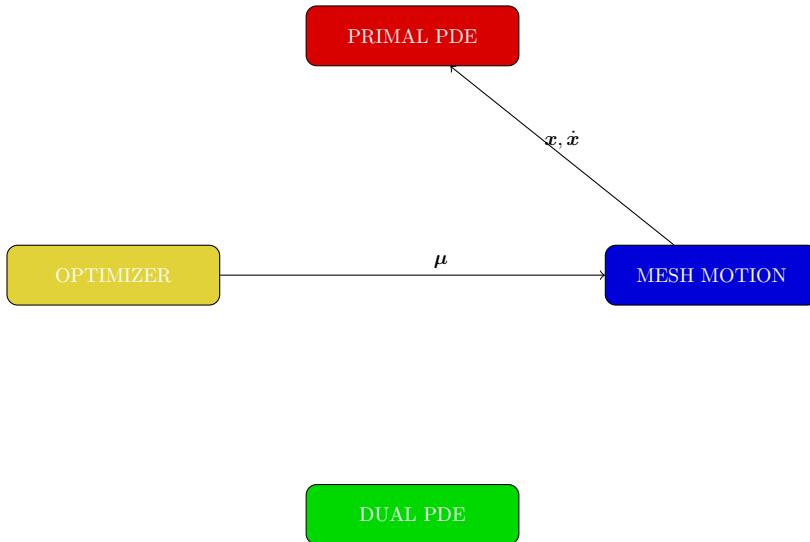 PRIMAL PDE
𝒙, 𝒙̇
𝝁
OPTIMIZER
MESH MOTION
DUAL PDE